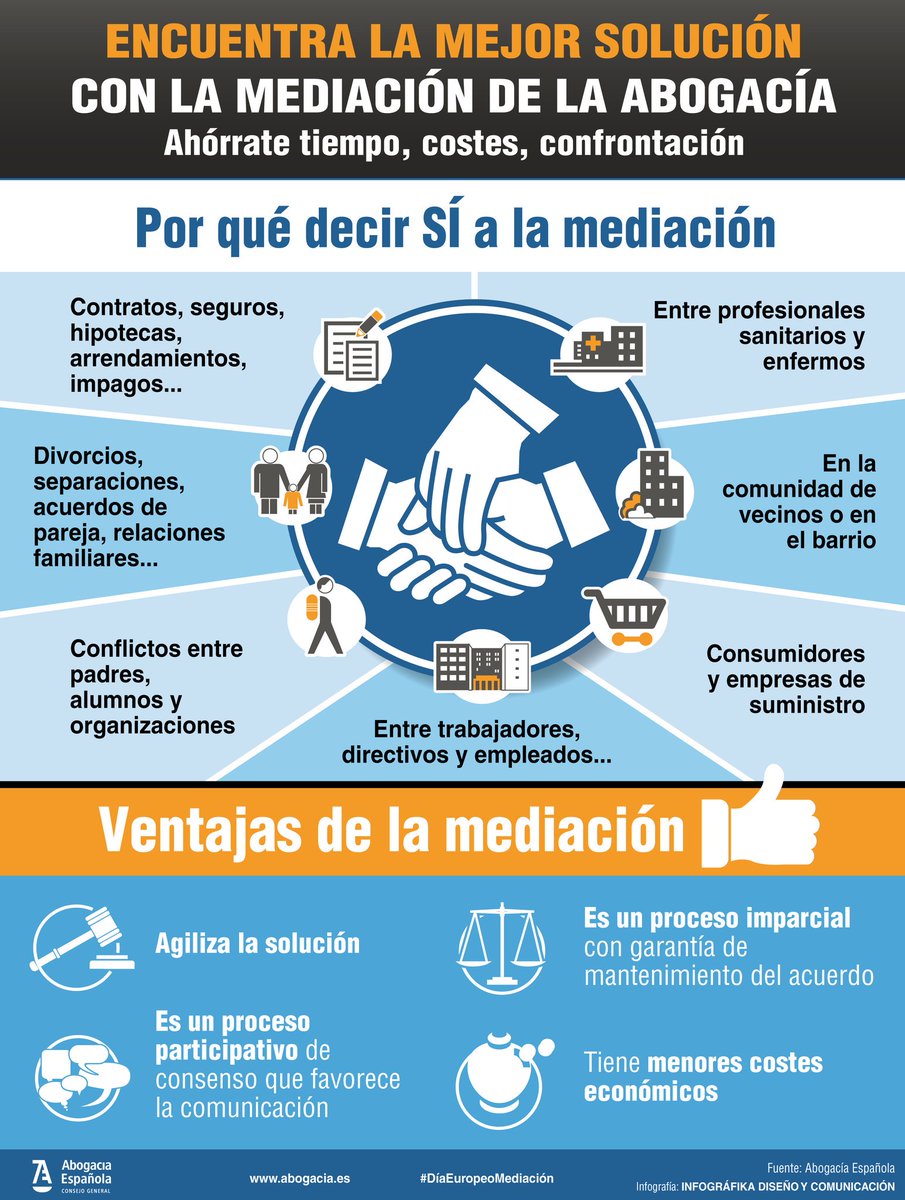 ENCUENTRA LA MEJOR SOLUCIÓN
CON LA MEDIACIÓN DE LA ABOGACÍA
Ahórrate tiempo, costes, confrontación
Por qué decir SÍ a la mediación
Contratos, seguros,
hipotecas,
arrendamientos,
impagos...
Entre profesionales
sanitarios y
enfermos
Divorcios,
separaciones,
acuerdos de
pareja, relaciones
familiares...
En la
comunidad de
vecinos o en
el barrio
Conflictos entre
padres,
alumnos y
organizaciones
Consumidores
y empresas de
suministro
Entre trabajadores,
directivos y empleados...
Ventajas de la mediación
Agiliza la solución
Es un proceso imparcial
con garantía de
mantenimiento del acuerdo
Es un proceso
participativo de
consenso que favorece
la comunicación
Tiene menores costes
económicos
Abogacía
Española
CONSEJO GENERAL
www.abogacia.es
#DíaEuropeoMediación
Fuente: Abogacía Española
Infografía: INFOGRÁFIKA DISEÑO Y COMUNICACIÓN